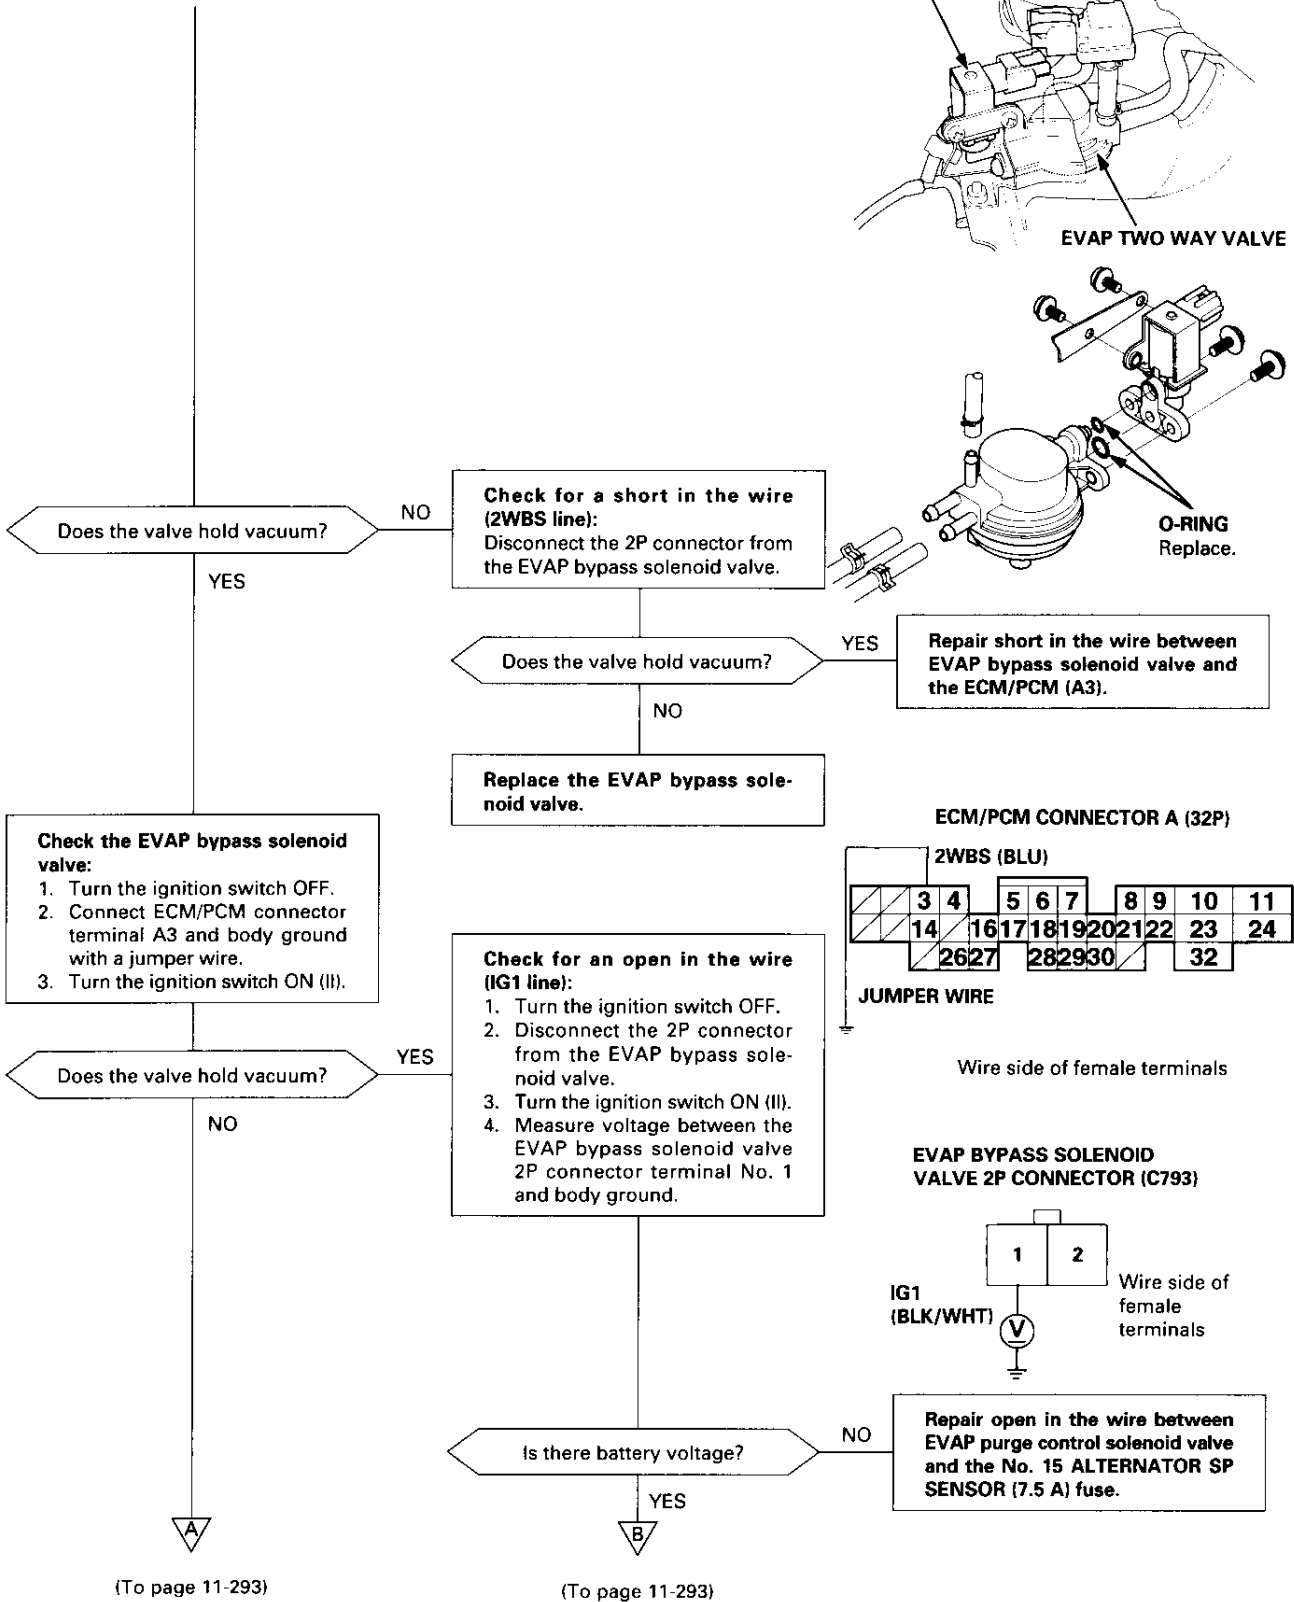 EVAP TWO WAY VALVE
O-RING
Replace.
Does the valve hold vacuum?
NO
YES
Check for a short in the wire
(2WBS line):
Disconnect the 2P connector from
the EVAP bypass solenoid valve.
Does the valve hold vacuum?
YES
NO
Repair short in the wire between
EVAP bypass solenoid valve and
the ECM/PCM (A3).
Replace the EVAP bypass sole-
noid valve.
Check the EVAP bypass solenoid
valve:
1. Turn the ignition switch OFF.
2. Connect ECM/PCM connector
terminal A3 and body ground
with a jumper wire.
3. Turn the ignition switch ON (II).
ECM/PCM CONNECTOR A (32P)
2WBS (BLU)
3 4 5 6 7 8 9 10 11
14 16 17 18 19 20 21 22 23 24
26 27 28 29 30 32
JUMPER WIRE
Wire side of female terminals
Does the valve hold vacuum?
YES
NO
Check for an open in the wire
(IG1 line):
1. Turn the ignition switch OFF.
2. Disconnect the 2P connector
from the EVAP bypass sole-
noid valve.
3. Turn the ignition switch ON (II).
4. Measure voltage between the
EVAP bypass solenoid valve
2P connector terminal No. 1
and body ground.
EVAP BYPASS SOLENOID
VALVE 2P CONNECTOR (C793)
1 2
IG1
(BLK/WHT)
V
Wire side of
female
terminals
Is there battery voltage?
NO
YES
Repair open in the wire between
EVAP purge control solenoid valve
and the No. 15 ALTERNATOR SP
SENSOR (7.5 A) fuse.
A
B
(To page 11-293)
(To page 11-293)